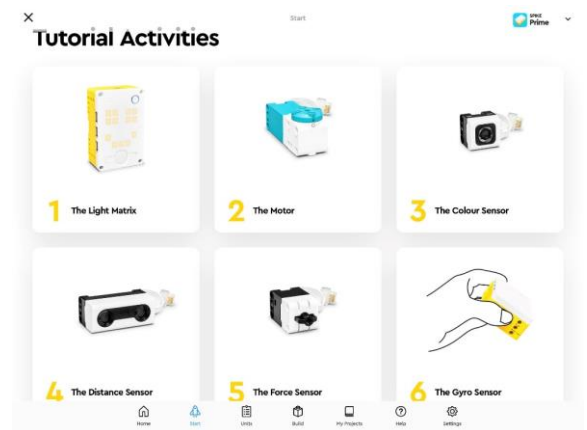 Start
SPIKE
Prime
Tutorial Activities
1 The Light Matrix
2 The Motor
3 The Colour Sensor
4 The Distance Sensor
5 The Force Sensor
6 The Gyro Sensor
Home
Start
Units
Build
My Projects
Help
Settings